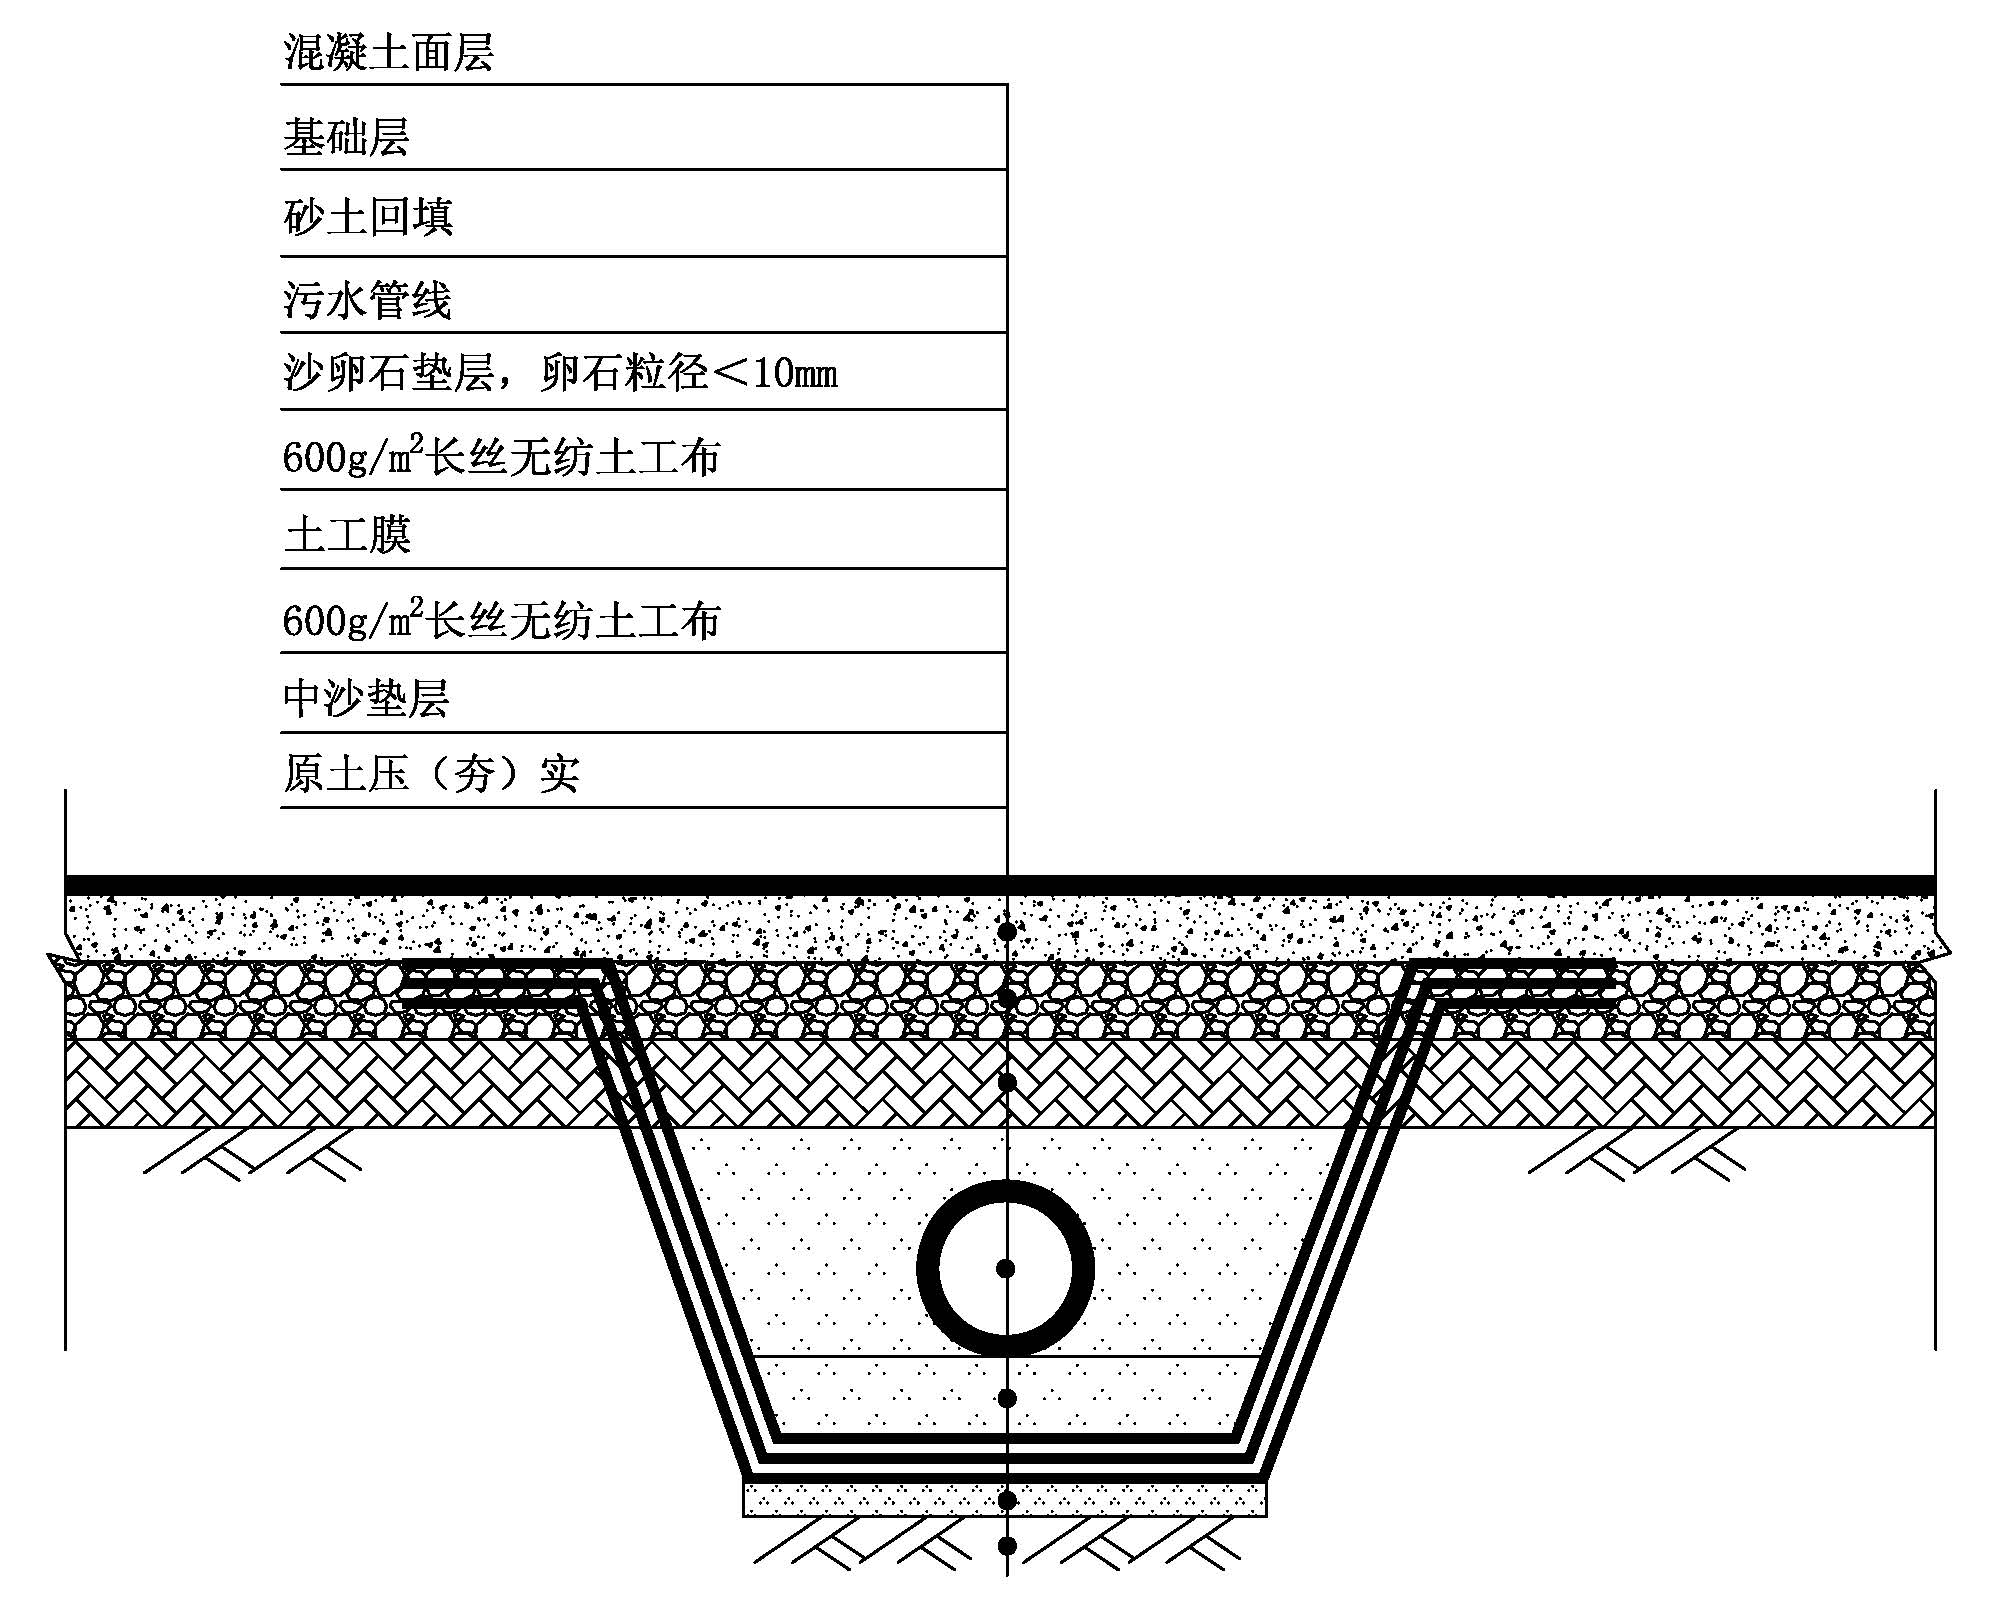 混凝土面层
基础层
砂土回填
污水管线
沙卵石垫层，卵石粒径＜10mm
600g/m²长丝无纺土工布
土工膜
600g/m²长丝无纺土工布
中沙垫层
原土压（夯）实